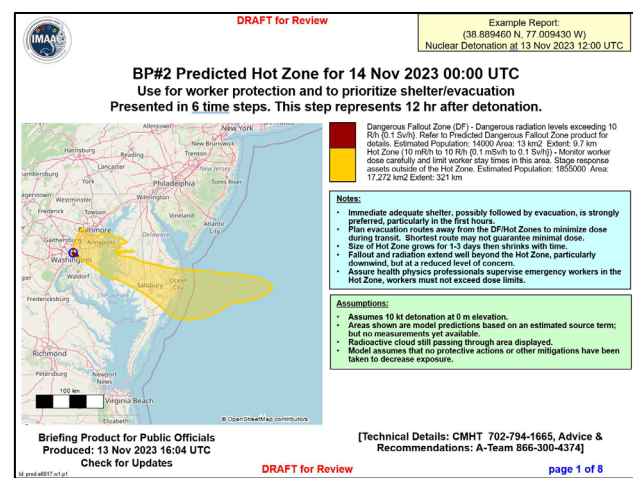 DRAFT for Review
IMAAC
Example Report:
(38.889460 N, 77.009430 W)
Nuclear Detonation at 13 Nov 2023 12:00 UTC
BP#2 Predicted Hot Zone for 14 Nov 2023 00:00 UTC
Use for worker protection and to prioritize shelter/evacuation
Presented in 6 time steps. This step represents 12 hr after detonation.
Allentown
New York
Harrisburg
Reading
New Brunswick
Trenton
Lancaster
Toms River
York
Philadelphia
Wilmington
Westminster
Towson
Vineland
Frederick
Atlantic
City
Baltimore
Gaithersburg
Annapolis
Delaware
Washington
Waldorf
Ocean
City
Salisbury
Fredericksburg
Richmond
Petersburg
Newport
News
Virginia Beach
Elizabeth
100 km
© OpenStreetMap contributors
Dangerous Fallout Zone (DF) - Dangerous radiation levels exceeding 10
R/h {0.1 Sv/h}. Refer to Predicted Dangerous Fallout Zone product for
details. Estimated Population: 14000 Area: 13 km2 Extent: 9.7 km
Hot Zone (10 mR/h to 10 R/h {0.1 mSv/h to 0.1 Sv/h}) - Monitor worker
dose carefully and limit worker stay times in this area. Stage response
assets outside of the Hot Zone. Estimated Population: 1855000 Area:
17,272 km2 Extent: 321 km
Notes:
• Immediate adequate shelter, possibly followed by evacuation, is strongly
preferred, particularly in the first hours.
• Plan evacuation routes away from the DF/Hot Zones to minimize dose
during transit. Shortest route may not guarantee minimal dose.
• Size of Hot Zone grows for 1-3 days then shrinks with time.
• Fallout and radiation extend well beyond the Hot Zone, particularly
downwind, but at a reduced level of concern.
• Assure health physics professionals supervise emergency workers in the
Hot Zone, workers must not exceed dose limits.
Assumptions:
• Assumes 10 kt detonation at 0 m elevation.
• Areas shown are model predictions based on an estimated source term;
but no measurements yet available.
• Radioactive cloud still passing through area displayed.
• Model assumes that no protective actions or other mitigations have been
taken to decrease exposure.
Briefing Product for Public Officials
Produced: 13 Nov 2023 16:04 UTC
Check for Updates
[Technical Details: CMHT 702-794-1665, Advice &
Recommendations: A-Team 866-300-4374]
DRAFT for Review
page 1 of 8